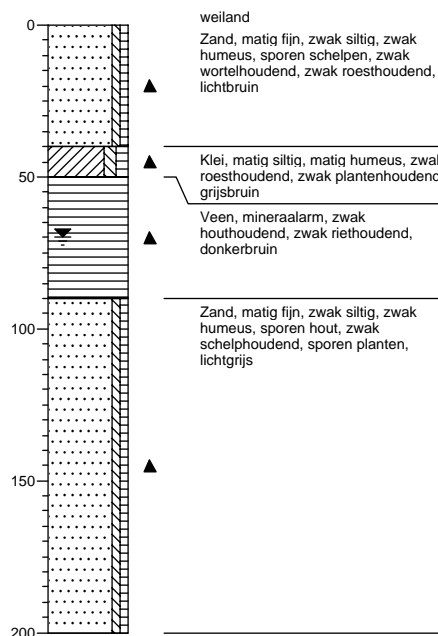 0
weiland
Zand, matig fijn, zwak siltig, zwak
humeus, sporen schelpen, zwak
wortelhoudend, zwak roesthoudend,
lichtbruin
Klei, matig siltig, matig humeus, zwak
roesthoudend, zwak plantenhoudend
grijsbruin
50
Veen, mineraalarm, zwak
houthoudend, zwak riethoudend,
donkerbruin
Zand, matig fijn, zwak siltig, zwak
humeus, sporen hout, zwak
schelphoudend, sporen planten,
lichtgrijs
100
150
200